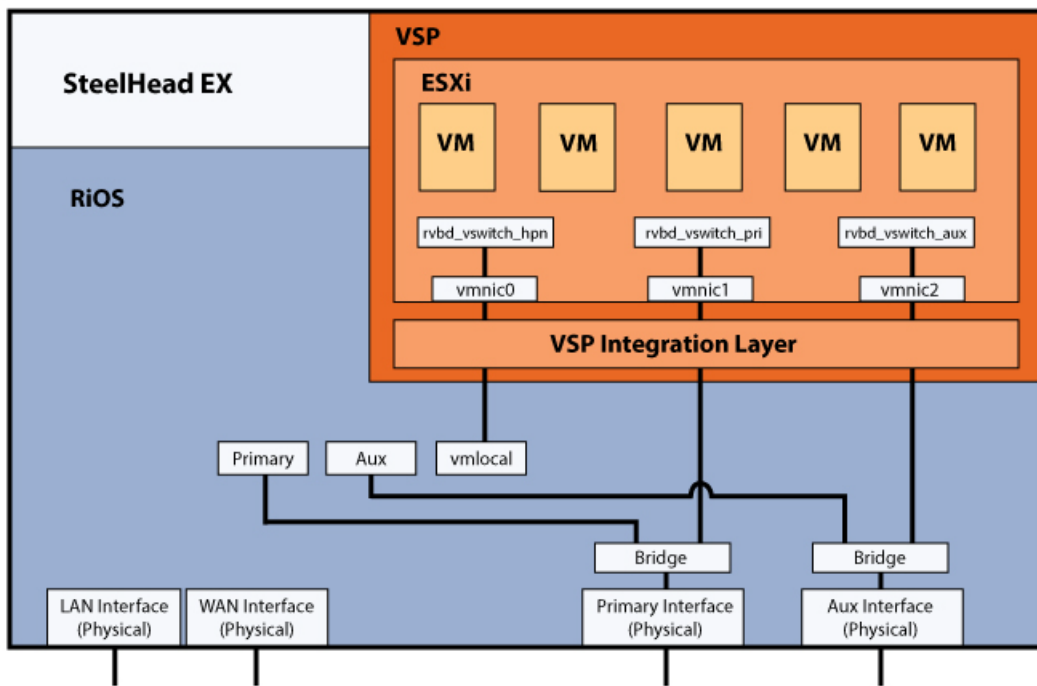 VSP
SteelHead EX
ESXi
VM
VM
VM
VM
VM
RiOS
rvbd_vswitch_hpn
rvbd_vswitch_pri
rvbd_vswitch_aux
vmnic0
vmnic1
vmnic2
VSP Integration Layer
Primary
Aux
vmlocal
Bridge
Bridge
LAN Interface
(Physical)
WAN Interface
(Physical)
Primary Interface
(Physical)
Aux Interface
(Physical)